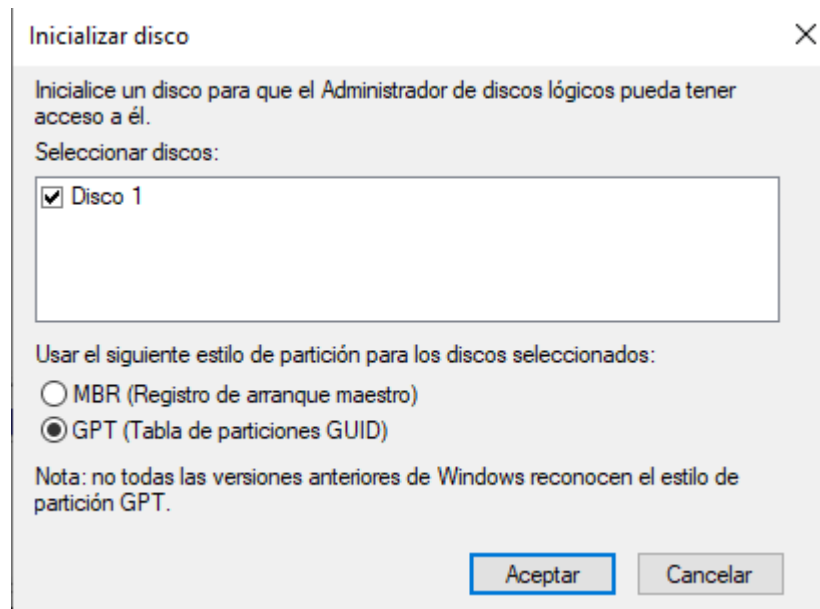 Inicializar disco
Inicialice un disco para que el Administrador de discos lógicos pueda tener
acceso a él.
Seleccionar discos:
Disco 1
Usar el siguiente estilo de partición para los discos seleccionados:
MBR (Registro de arranque maestro)
GPT (Tabla de particiones GUID)
Nota: no todas las versiones anteriores de Windows reconocen el estilo de
partición GPT.
Aceptar Cancelar